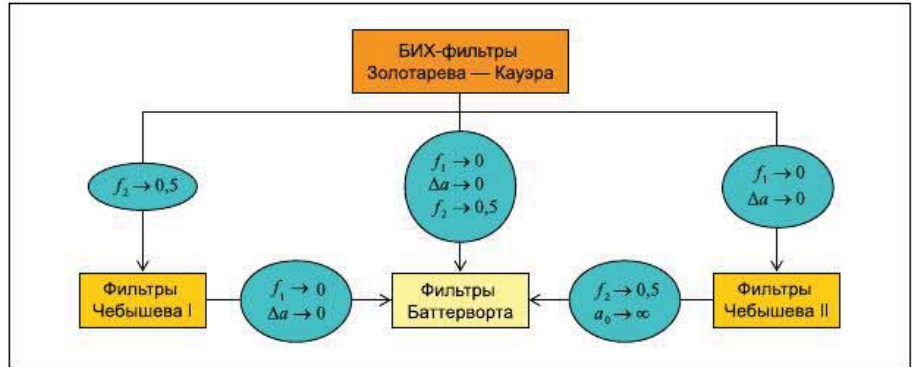 БИХ-фильтры
Золотарева — Кауэра
f₂ → 0,5
f₁ → 0
Δa → 0
f₂ → 0,5
f₁ → 0
Δa → 0
Фильтры
Чебышева I
f₁ → 0
Δa → 0
Фильтры
Баттерворта
f₂ → 0,5
a₀ → ∞
Фильтры
Чебышева II